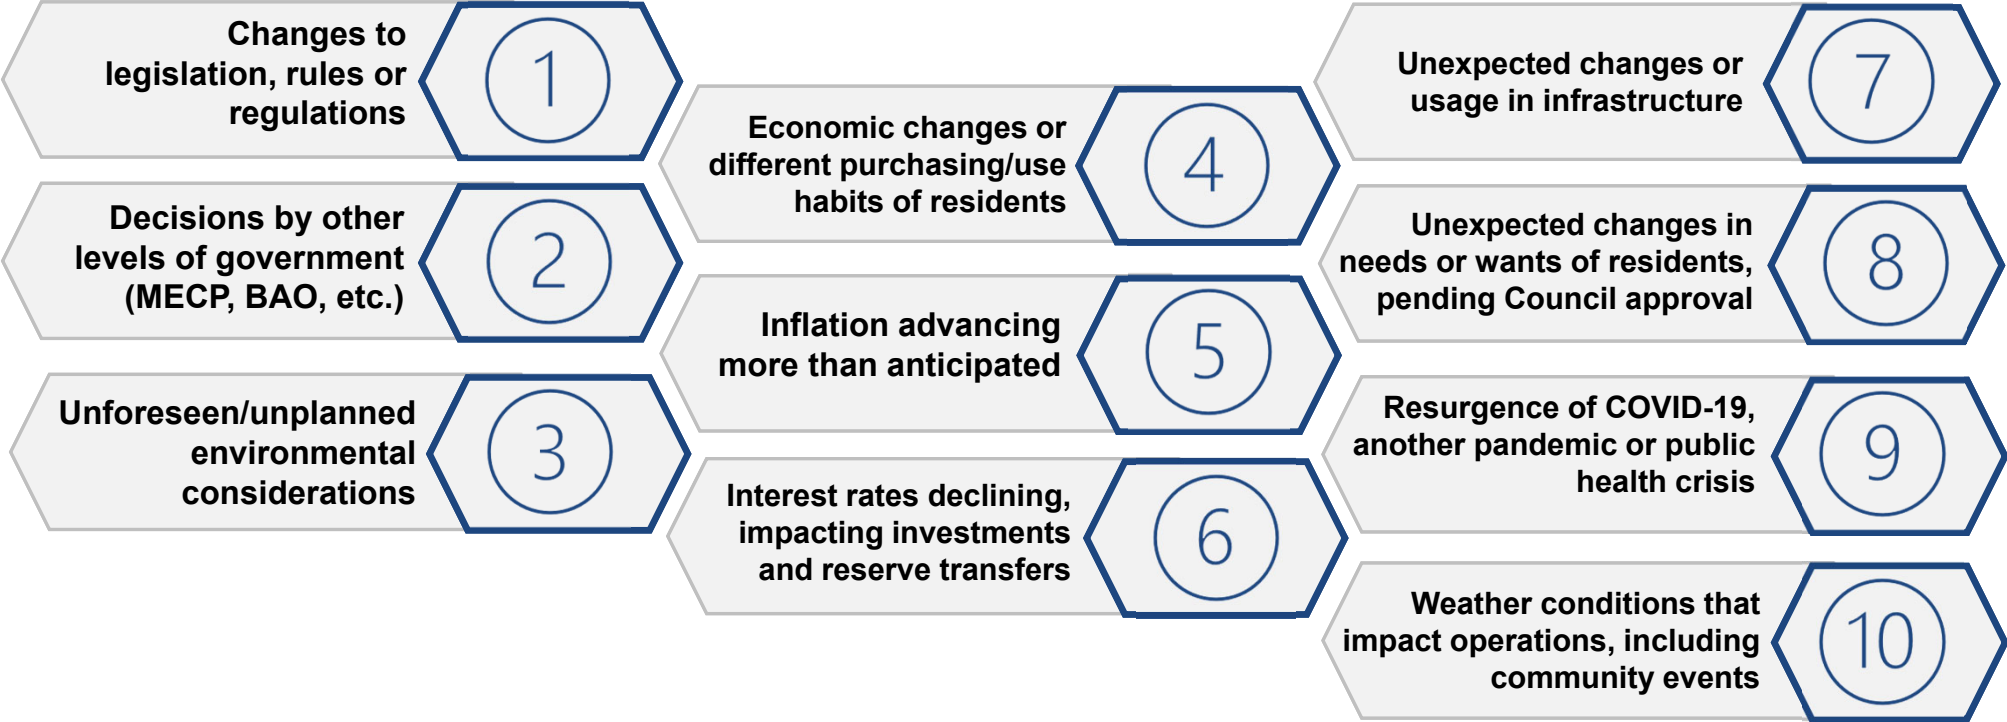 Changes to
legislation, rules or
regulations
1
Decisions by other
levels of government
(MECP, BAO, etc.)
2
Unforeseen/unplanned
environmental
considerations
3
Economic changes or
different purchasing/use
habits of residents
4
Inflation advancing
more than anticipated
5
Interest rates declining,
impacting investments
and reserve transfers
6
Unexpected changes or
usage in infrastructure
7
Unexpected changes in
needs or wants of residents,
pending Council approval
8
Resurgence of COVID-19,
another pandemic or public
health crisis
9
Weather conditions that
impact operations, including
community events
10